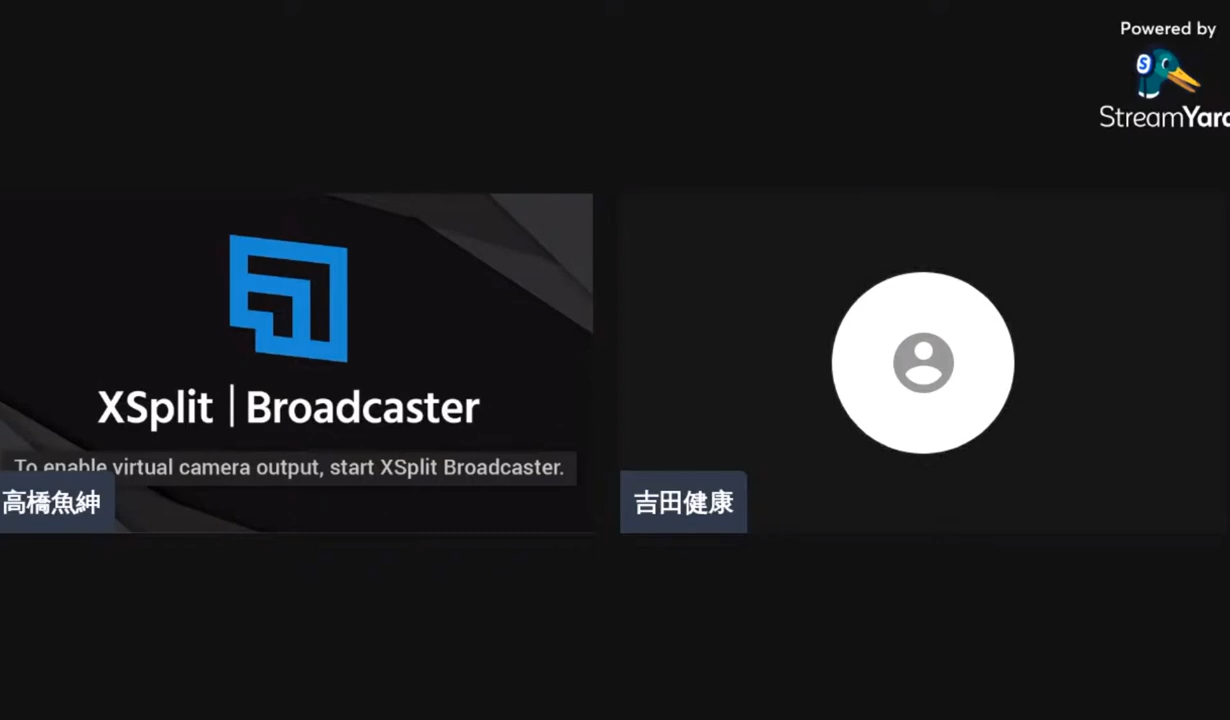 Powered by
StreamYard
XSplit | Broadcaster
To enable virtual camera output, start XSplit Broadcaster.
高橋魚紳
吉田健康